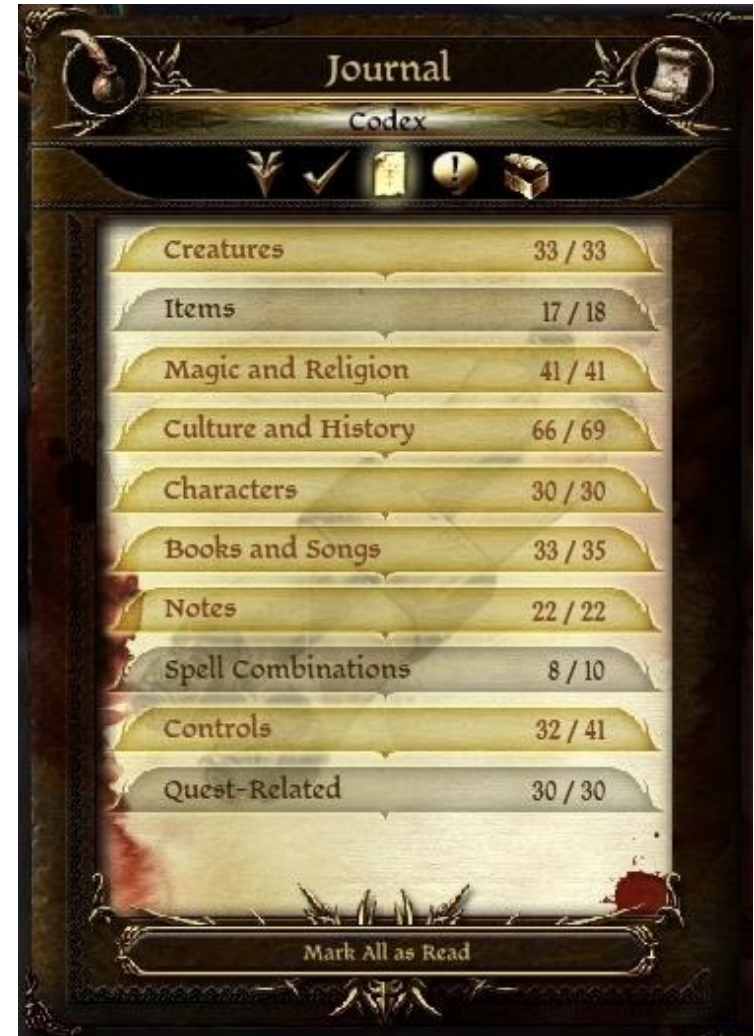 Journal
Codex
Creatures 33 / 33
Items 17 / 18
Magic and Religion 41 / 41
Culture and History 66 / 69
Characters 30 / 30
Books and Songs 33 / 35
Notes 22 / 22
Spell Combinations 8 / 10
Controls 32 / 41
Quest-Related 30 / 30
Mark All as Read